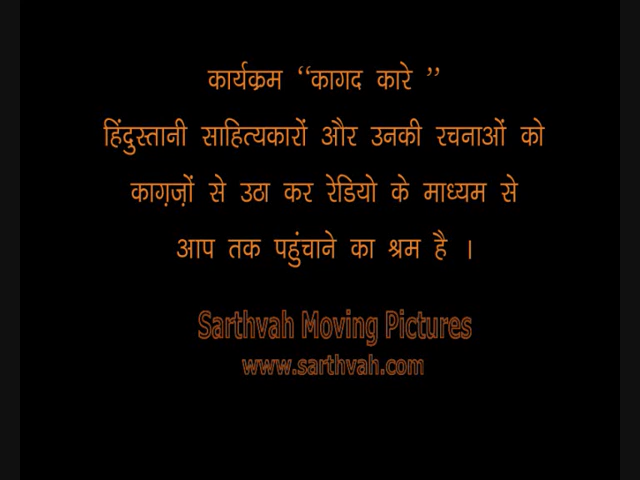 कार्यक्रम “कागद कारे ”
हिंदुस्तानी साहित्यकारों और उनकी रचनाओं को
काग़ज़ों से उठा कर रेडियो के माध्यम से
आप तक पहुंचाने का श्रम है ।
Sarthvah Moving Pictures
www.sarthvah.com